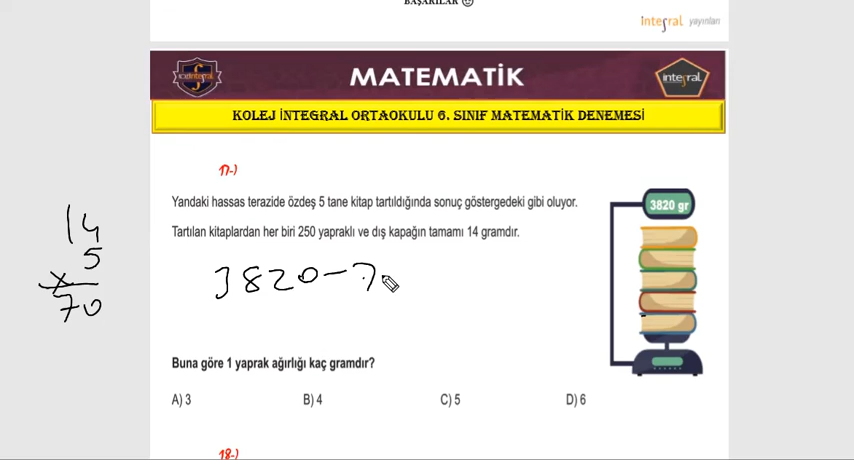 BAŞARILAR
integral yayınları
integral
MATEMATİK
integral
KOLEJ İNTEGRAL ORTAOKULU 6. SINIF MATEMATİK DENEMESİ
17-)
Yandaki hassas terazide özdeş 5 tane kitap tartıldığında sonuç göstergedeki gibi oluyor.
Tartılan kitaplardan her biri 250 yapraklı ve dış kapağın tamamı 14 gramdır.
3820 gr
14
5
x
70
3820-7
Buna göre 1 yaprak ağırlığı kaç gramdır?
A) 3 B) 4 C) 5 D) 6
18-)